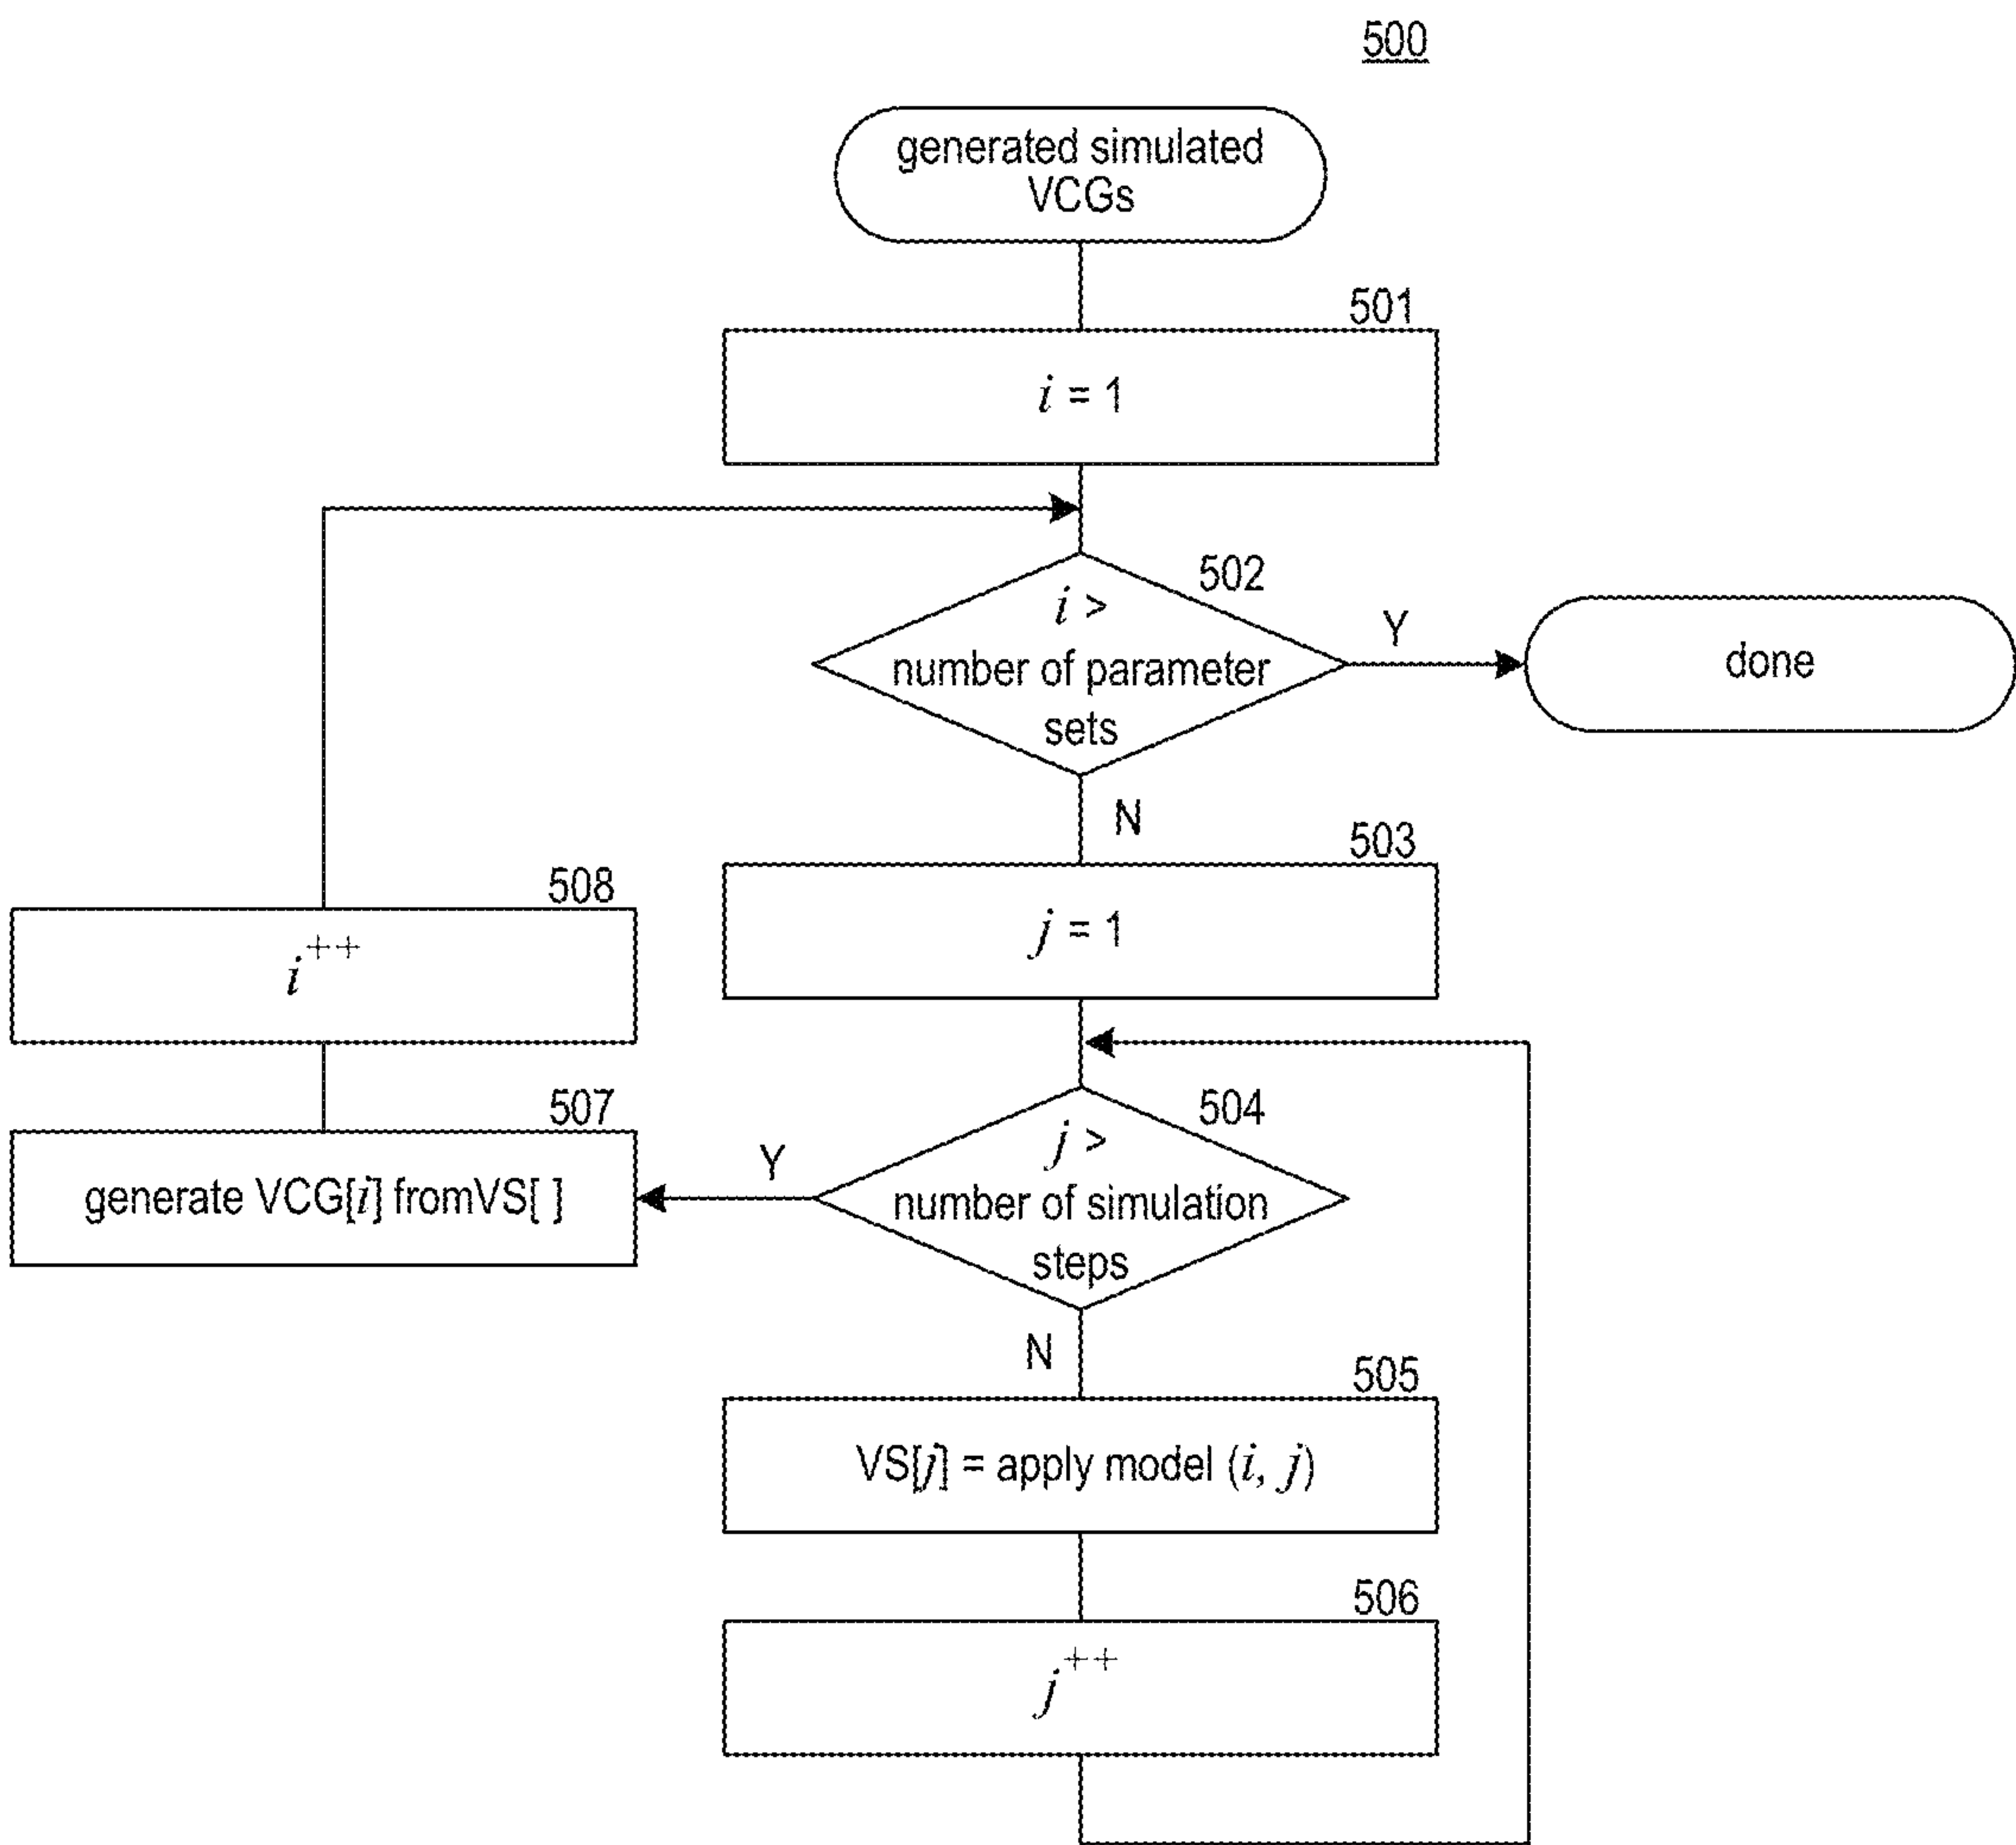 500
generated simulated
VCGs
501
i = 1
502
i >
number of parameter
sets
Y
done
N
503
j = 1
508
i++
507
generate VCG[i] fromVS[ ]
Y
504
j >
number of simulation
steps
N
505
VS[j] = apply model (i, j)
506
j++